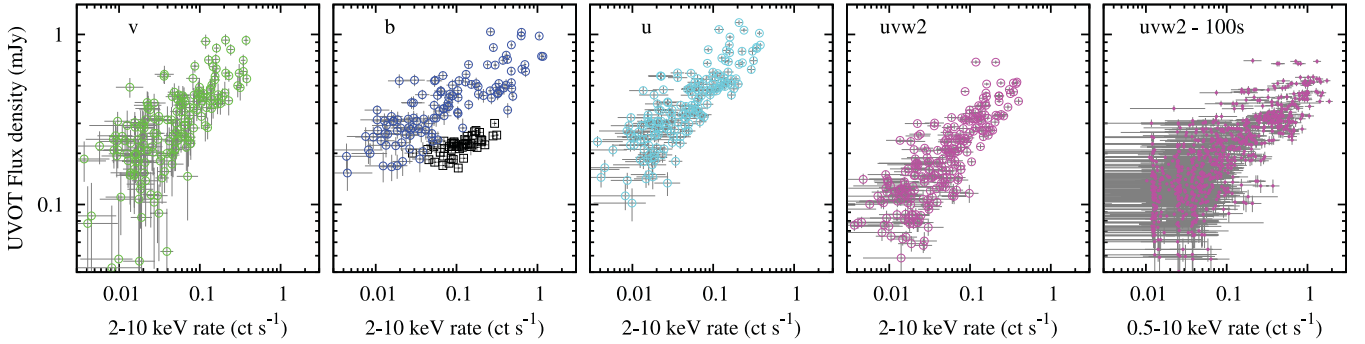 v
b
u
uvw2
uvw2 - 100s
UVOT Flux density (mJy)
1
0.1
0.01 0.1 1
0.01 0.1 1
0.01 0.1 1
0.01 0.1 1
0.01 0.1 1
2-10 keV rate (ct s⁻¹)
2-10 keV rate (ct s⁻¹)
2-10 keV rate (ct s⁻¹)
2-10 keV rate (ct s⁻¹)
0.5-10 keV rate (ct s⁻¹)